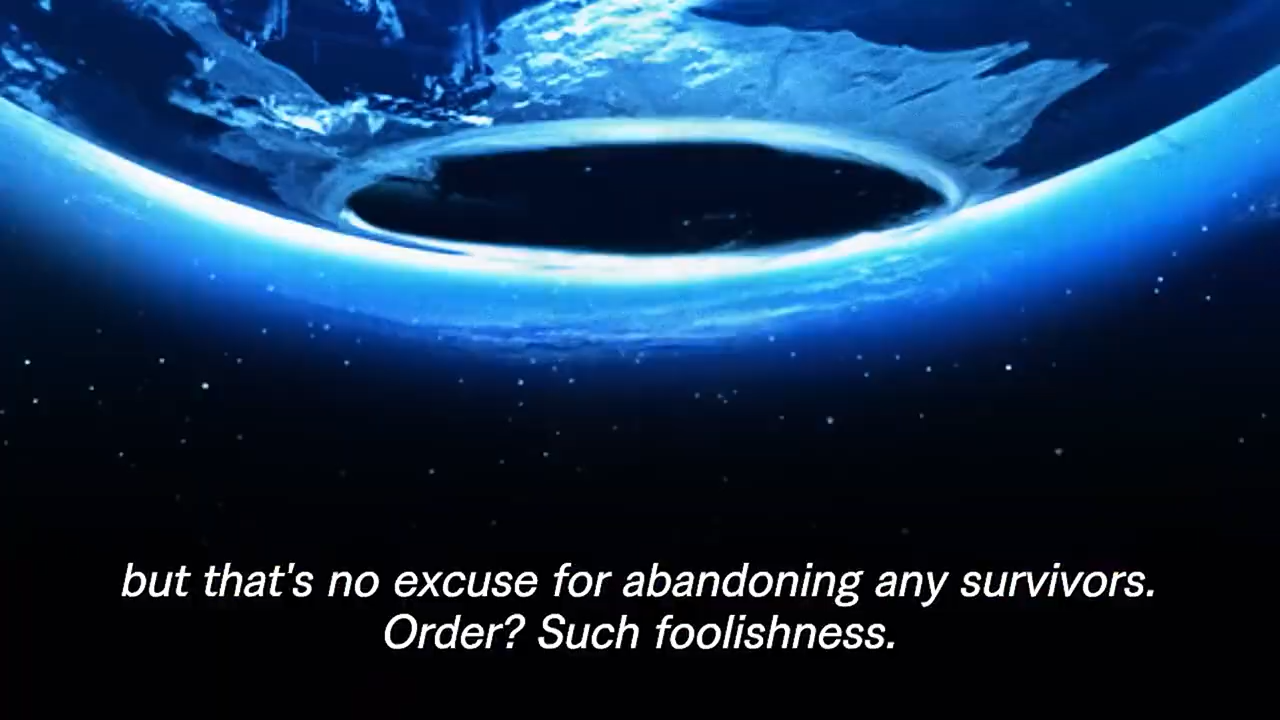 but that's no excuse for abandoning any survivors.
Order? Such foolishness.